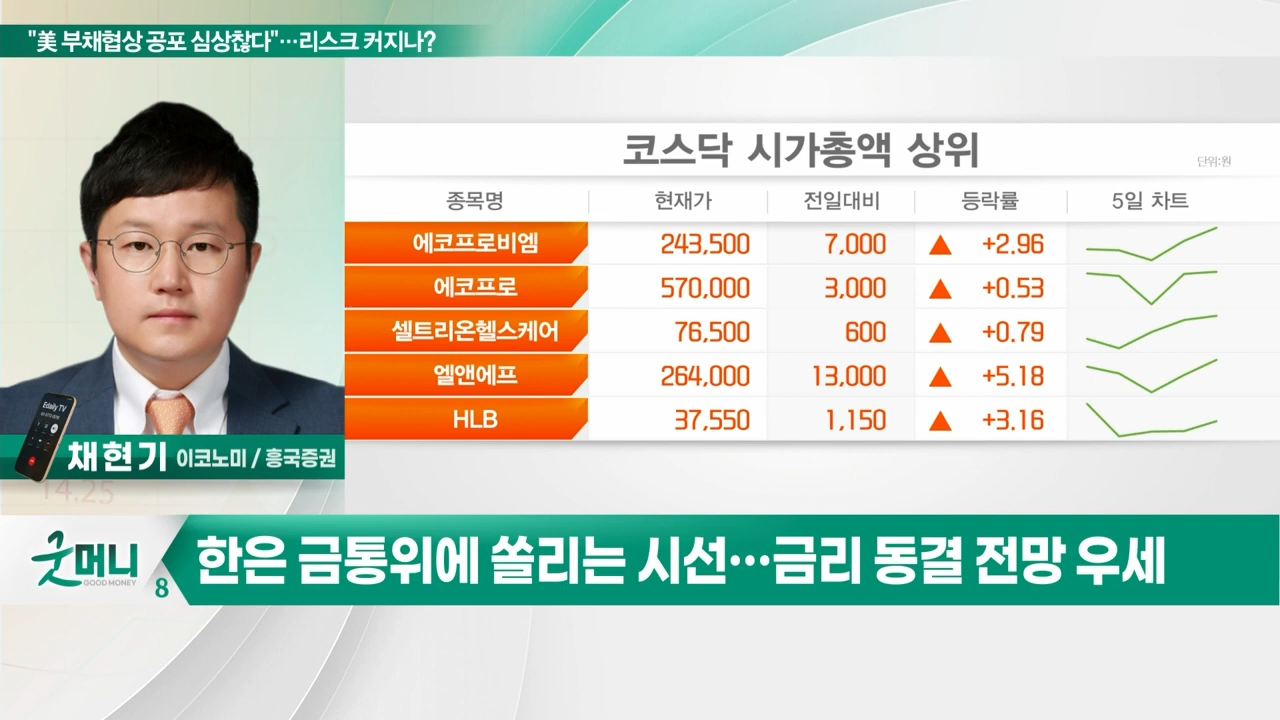 "美 부채협상 공포 심상찮다"…리스크 커지나?
코스닥 시가총액 상위
단위:원
종목명 현재가 전일대비 등락률 5일 차트
에코프로비엠 243,500 7,000 ▲ +2.96
에코프로 570,000 3,000 ▲ +0.53
셀트리온헬스케어 76,500 600 ▲ +0.79
엘앤에프 264,000 13,000 ▲ +5.18
HLB 37,550 1,150 ▲ +3.16
Edaily TV
채현기 이코노미 / 흥국증권
14.25
굿머니
GOOD MONEY
8
한은 금통위에 쏠리는 시선…금리 동결 전망 우세